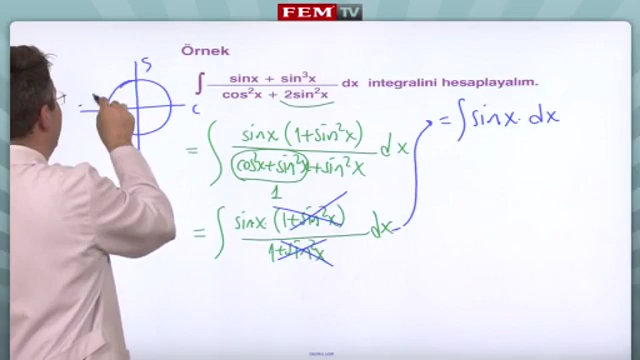 FEM TV
Örnek
∫ (sinx + sin³x)/(cos²x + 2sin²x) dx integralini hesaplayalım.
= ∫ sinx (1+sin²x)/(cos²x+sin²x+sin²x) dx
1
= ∫ sinx (1+sin²x)/(1+sin²x) dx
= ∫ sinx · dx
S
C